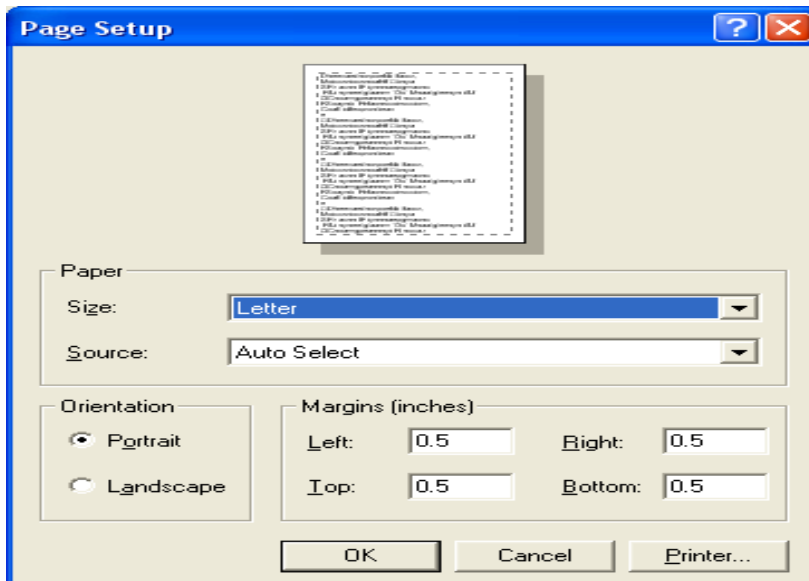 Page Setup
Paper
Size: Letter
Source: Auto Select
Orientation
Portrait
Landscape
Margins (inches)
Left: 0.5 Right: 0.5
Top: 0.5 Bottom: 0.5
OK Cancel Printer...